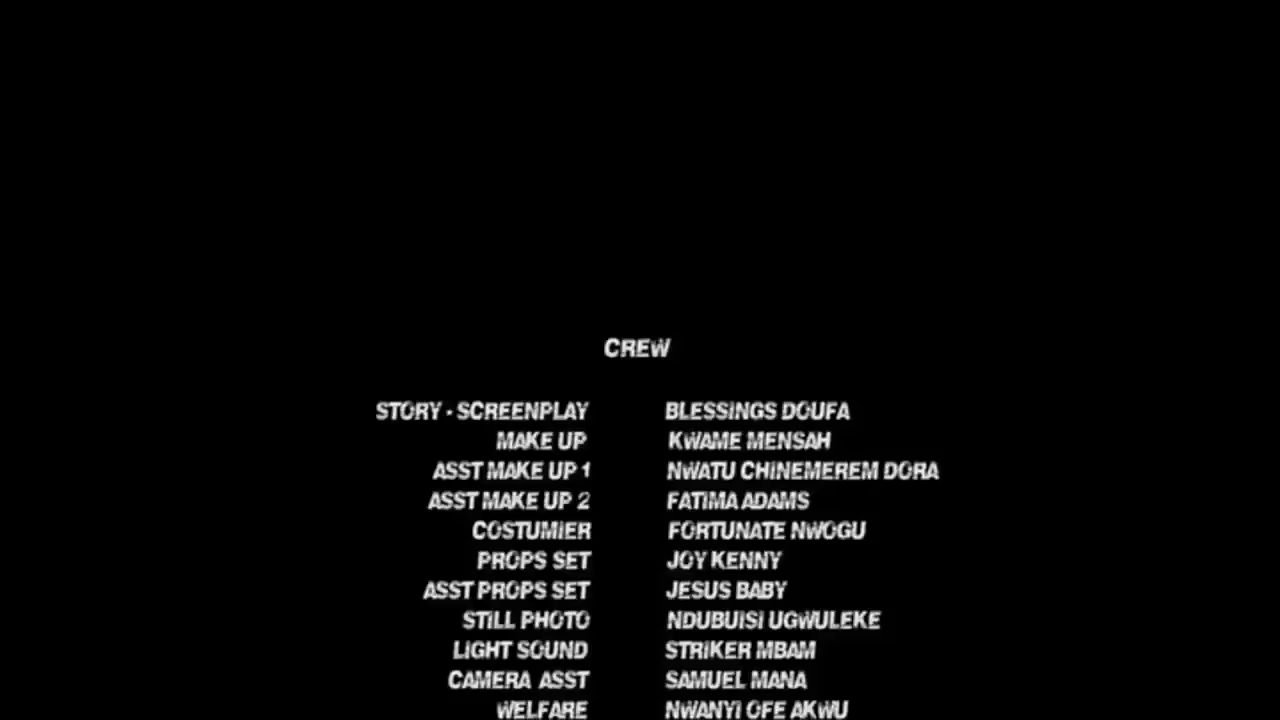 CREW
STORY - SCREENPLAY BLESSINGS DOUFA
MAKE UP KWAME MENSAH
ASST MAKE UP 1 NWATU CHINEMEREM DORA
ASST MAKE UP 2 FATIMA ADAMS
COSTUMIER FORTUNATE NWOGU
PROPS SET JOY KENNY
ASST PROPS SET JESUS BABY
STILL PHOTO NDUBUISI UGWULEKE
LIGHT SOUND STRIKER MBAM
CAMERA ASST SAMUEL MANA
WELFARE NWANYI OFE AKWU